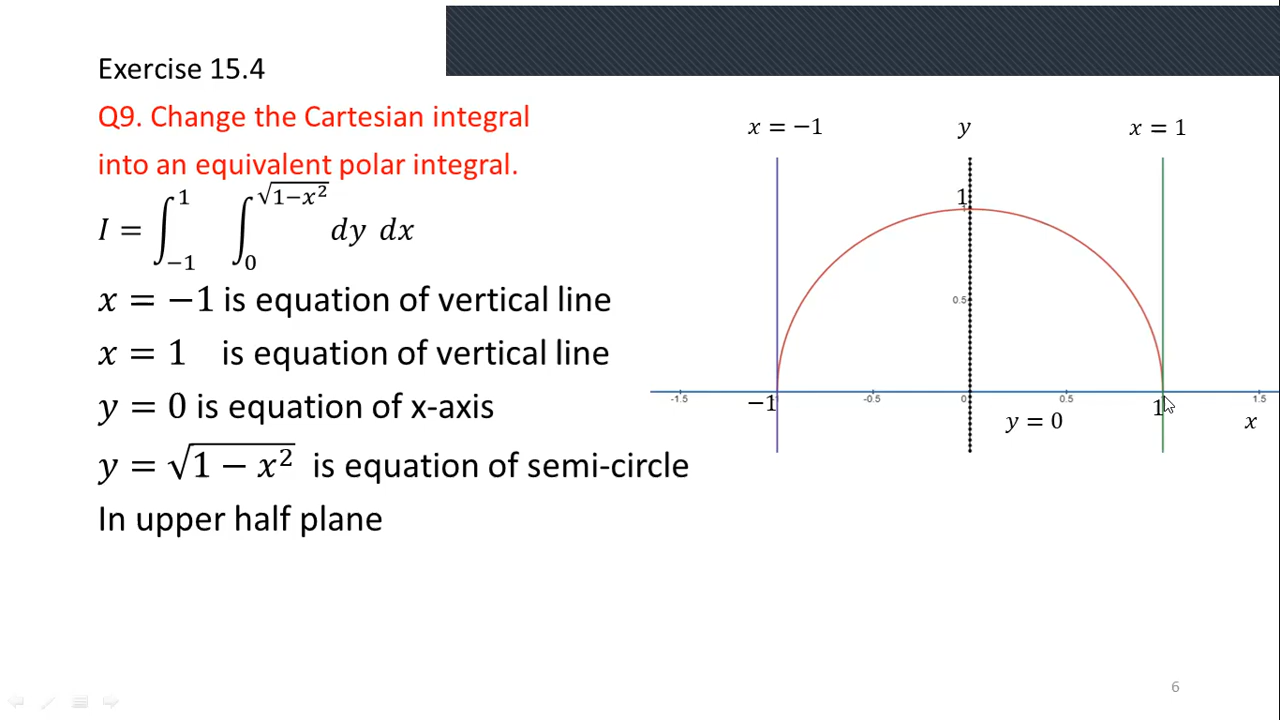 Exercise 15.4
Q9. Change the Cartesian integral
into an equivalent polar integral.
I = ∫₋₁¹ ∫₀^√(1−x²) dy dx
x = −1 is equation of vertical line
x = 1 is equation of vertical line
y = 0 is equation of x-axis
y = √(1 − x²) is equation of semi-circle
In upper half plane
x = −1
y
x = 1
1
0.5
-1.5
-0.5
0
0.5
1.5
−1
1
y = 0
x
6